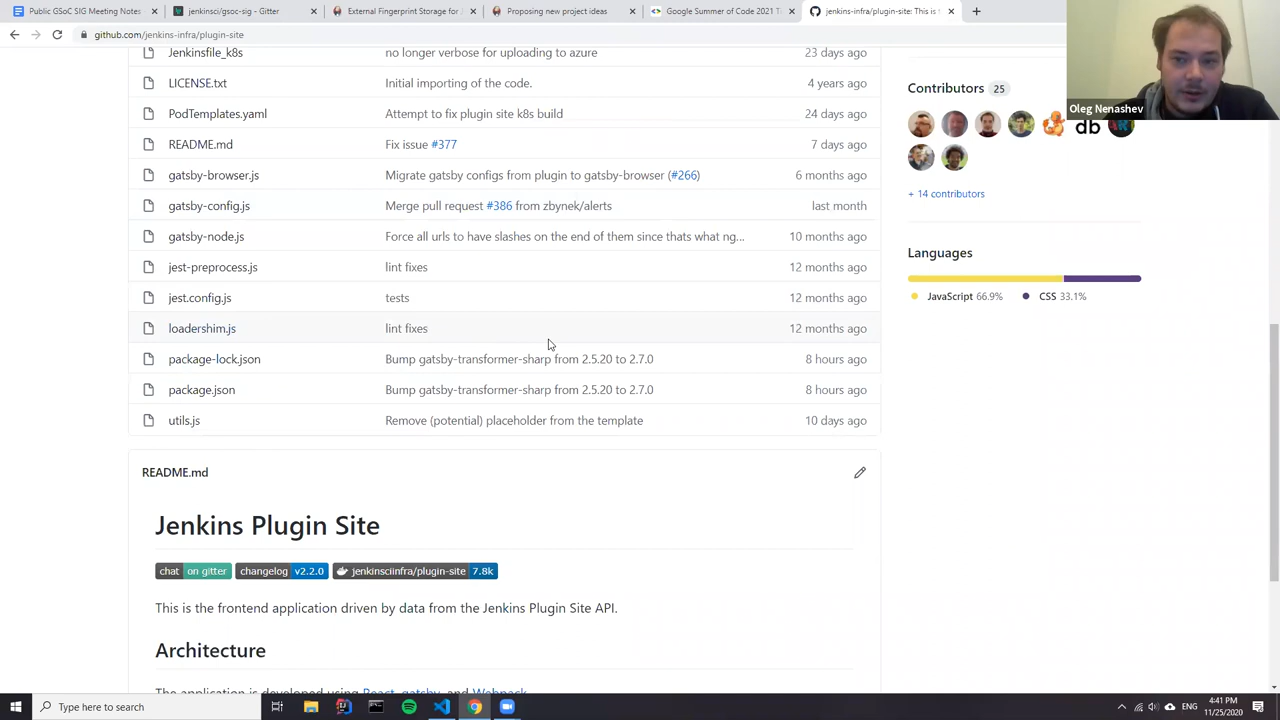 Public GSoC SIG Meeting Notes
jenkinsci/gsoc-sig - Gitter
External Fingerprint Storage for
Proposing new project ideas
Google Summer of Code 2021 Ti
jenkins-infra/plugin-site: This is t
github.com/jenkins-infra/plugin-site
Jenkinsfile_k8s no longer verbose for uploading to azure 23 days ago
LICENSE.txt Initial importing of the code. 4 years ago
PodTemplates.yaml Attempt to fix plugin site k8s build 24 days ago
README.md Fix issue #377 7 days ago
gatsby-browser.js Migrate gatsby configs from plugin to gatsby-browser (#266) 6 months ago
gatsby-config.js Merge pull request #386 from zbynek/alerts last month
gatsby-node.js Force all urls to have slashes on the end of them since thats what ng... 10 months ago
jest-preprocess.js lint fixes 12 months ago
jest.config.js tests 12 months ago
loadershim.js lint fixes 12 months ago
package-lock.json Bump gatsby-transformer-sharp from 2.5.20 to 2.7.0 8 hours ago
package.json Bump gatsby-transformer-sharp from 2.5.20 to 2.7.0 8 hours ago
utils.js Remove (potential) placeholder from the template 10 days ago
README.md
Jenkins Plugin Site
chat on gitter changelog v2.2.0 jenkinsciinfra/plugin-site 7.8k
This is the frontend application driven by data from the Jenkins Plugin Site API.
Architecture
The application is developed using React, gatsby, and Webpack.
Contributors 25
db
+ 14 contributors
Languages
JavaScript 66.9% CSS 33.1%
Oleg Nenashev
Type here to search
ENG
4:41 PM
11/25/2020